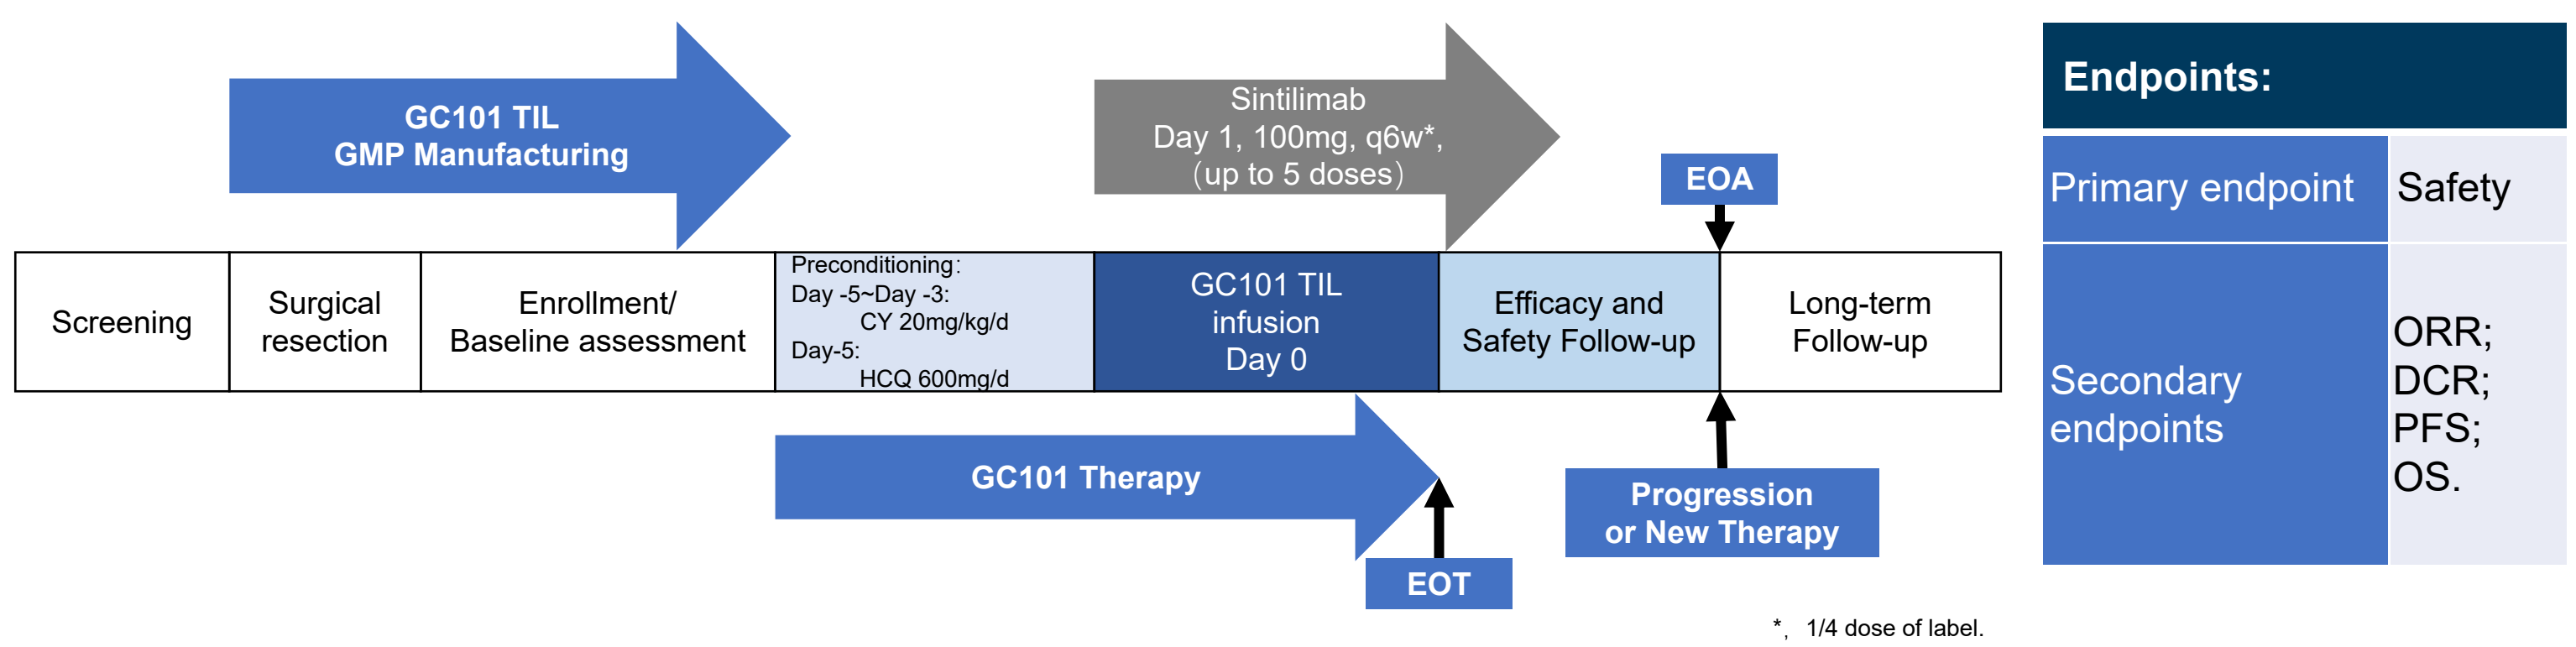 GC101 TIL
GMP Manufacturing
Sintilimab
Day 1, 100mg, q6w*,
（up to 5 doses）
EOA
Screening
Surgical
resection
Enrollment/
Baseline assessment
Preconditioning：
Day -5~Day -3:
CY 20mg/kg/d
Day-5:
HCQ 600mg/d
GC101 TIL
infusion
Day 0
Efficacy and
Safety Follow-up
Long-term
Follow-up
GC101 Therapy
EOT
Progression
or New Therapy
*， 1/4 dose of label.
Endpoints:
Primary endpoint
Safety
Secondary
endpoints
ORR;
DCR;
PFS;
OS.